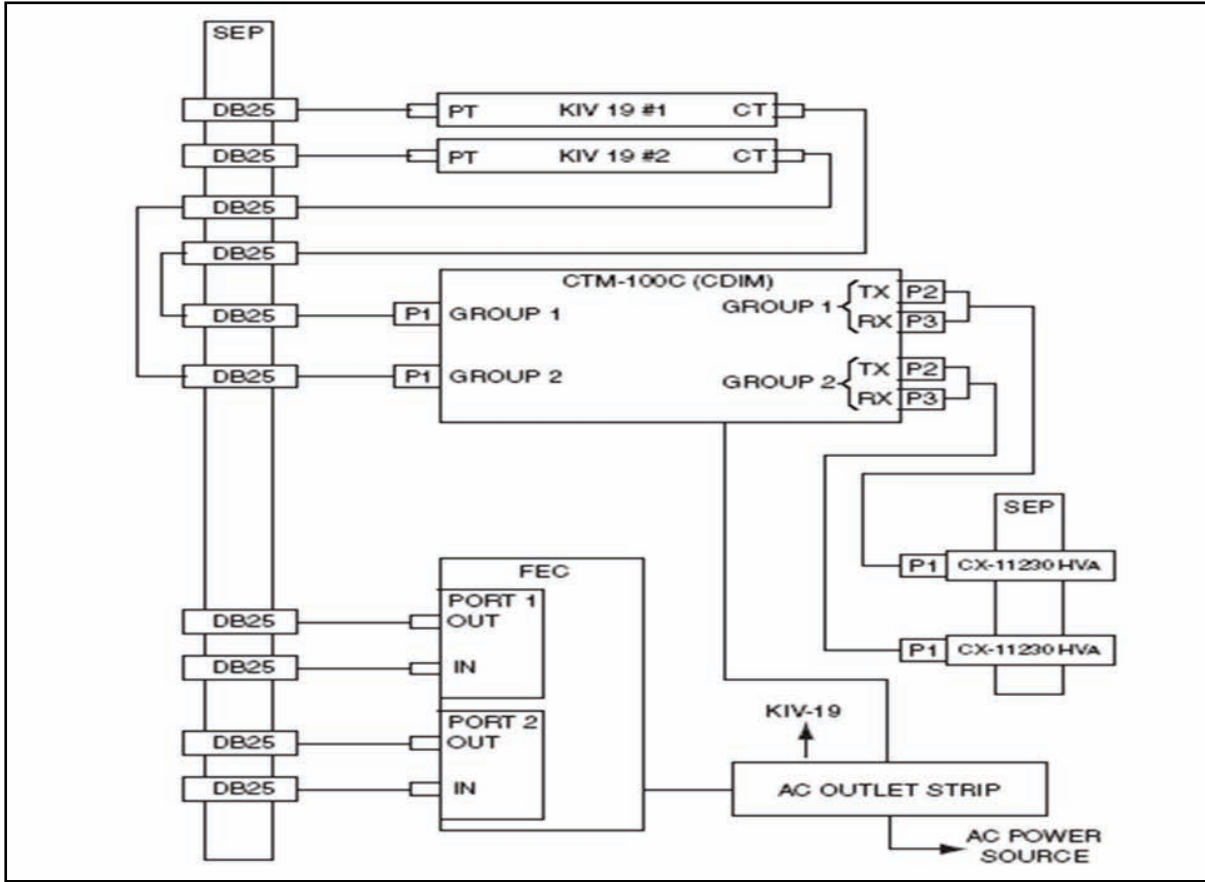 SEP
DB25
PT KIV 19 #1 CT
DB25
PT KIV 19 #2 CT
DB25
DB25
CTM-100C (CDIM)
GROUP 1
TX P2
RX P3
DB25
P1 GROUP 1
GROUP 2
TX P2
RX P3
DB25
P1 GROUP 2
SEP
P1 CX-11230 HVA
P1 CX-11230 HVA
FEC
PORT 1
DB25
OUT
DB25
IN
PORT 2
DB25
OUT
DB25
IN
KIV-19
AC OUTLET STRIP
AC POWER
SOURCE